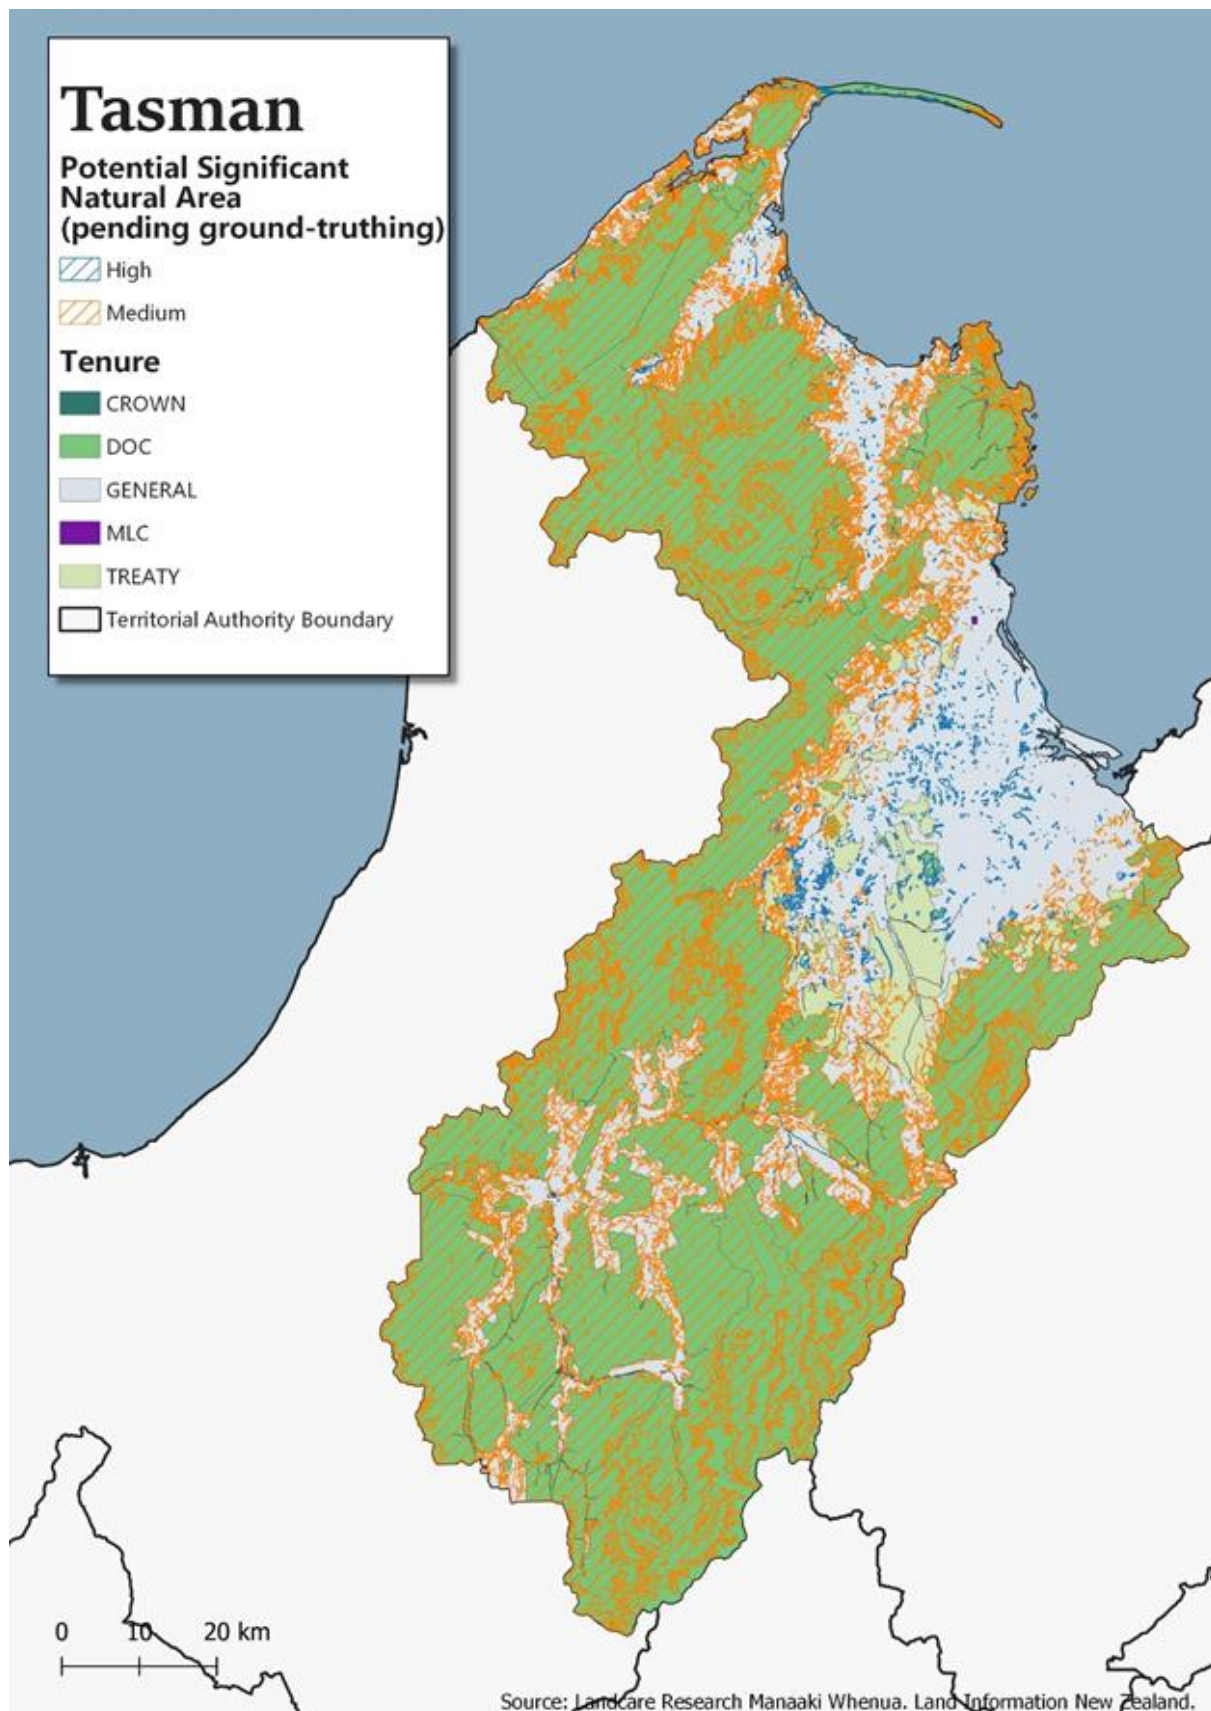 Tasman
Potential Significant
Natural Area
(pending ground-truthing)
High
Medium
Tenure
CROWN
DOC
GENERAL
MLC
TREATY
Territorial Authority Boundary
0 10 20 km
Source: Landcare Research Manaaki Whenua. Land Information New Zealand.